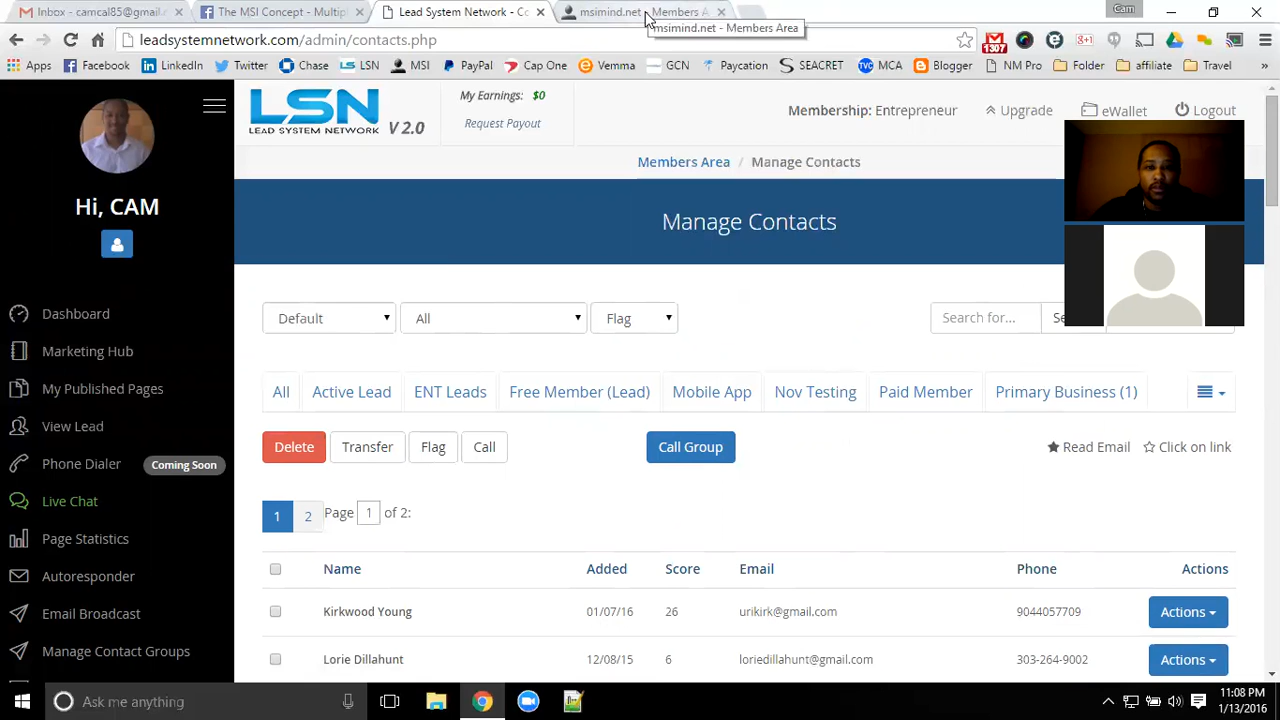 Inbox - camcal85@gmail
The MSI Concept - Multipl
Lead System Network - Co
msimind.net - Members A
Cam
msimind.net - Members Area
leadsystemnetwork.com/admin/contacts.php
1307
Apps
Facebook
LinkedIn
Twitter
Chase
LSN
MSI
PayPal
Cap One
Vemma
GCN
Paycation
SEACRET
MCA
Blogger
NM Pro
Folder
affiliate
Travel
LSN
LEAD SYSTEM NETWORK
V 2.0
My Earnings: $0
Request Payout
Membership: Entrepreneur
Upgrade
eWallet
Logout
Members Area / Manage Contacts
Hi, CAM
Manage Contacts
Dashboard
Marketing Hub
My Published Pages
View Lead
Phone Dialer Coming Soon
Live Chat
Page Statistics
Autoresponder
Email Broadcast
Manage Contact Groups
Default
All
Flag
Search for...
All
Active Lead
ENT Leads
Free Member (Lead)
Mobile App
Nov Testing
Paid Member
Primary Business (1)
Delete
Transfer
Flag
Call
Call Group
Read Email
Click on link
1 2 Page 1 of 2:
Name Added Score Email Phone Actions
Kirkwood Young 01/07/16 26 urikirk@gmail.com 9044057709 Actions
Lorie Dillahunt 12/08/15 6 loriedillahunt@gmail.com 303-264-9002 Actions
Ask me anything
11:08 PM
1/13/2016